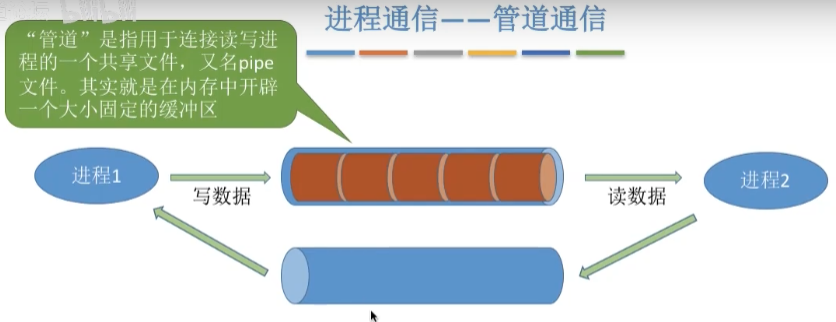 进程通信——管道通信
“管道”是指用于连接读写进
程的一个共享文件，又名pipe
文件。其实就是在内存中开辟
一个大小固定的缓冲区
进程1
写数据
读数据
进程2